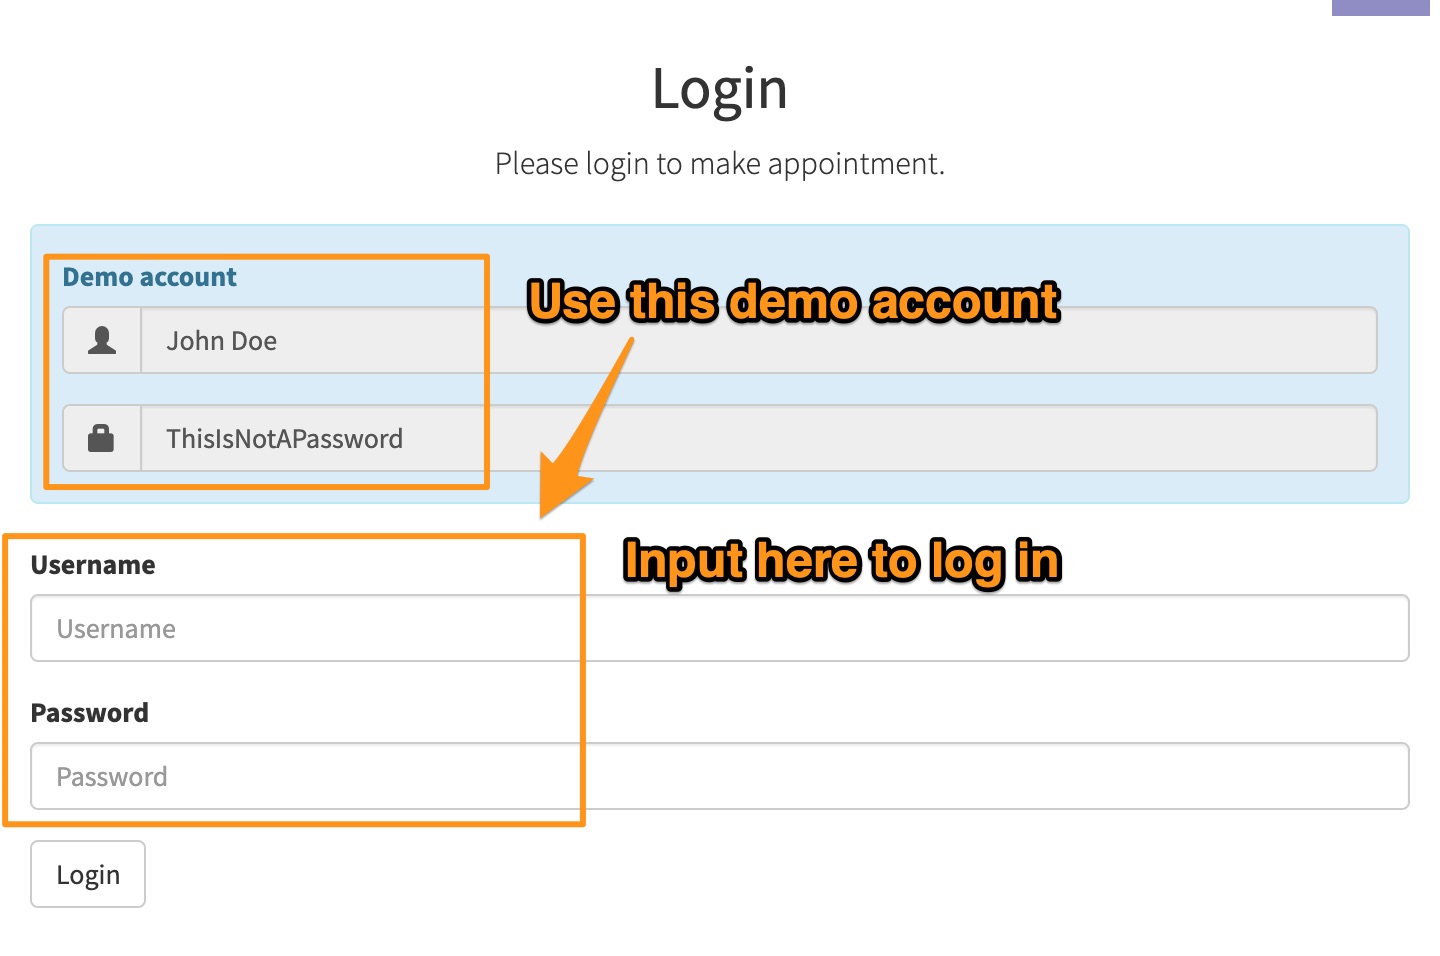 Login
Please login to make appointment.
Demo account
Use this demo account
John Doe
ThisIsNotAPassword
Input here to log in
Username
Username
Password
Password
Login